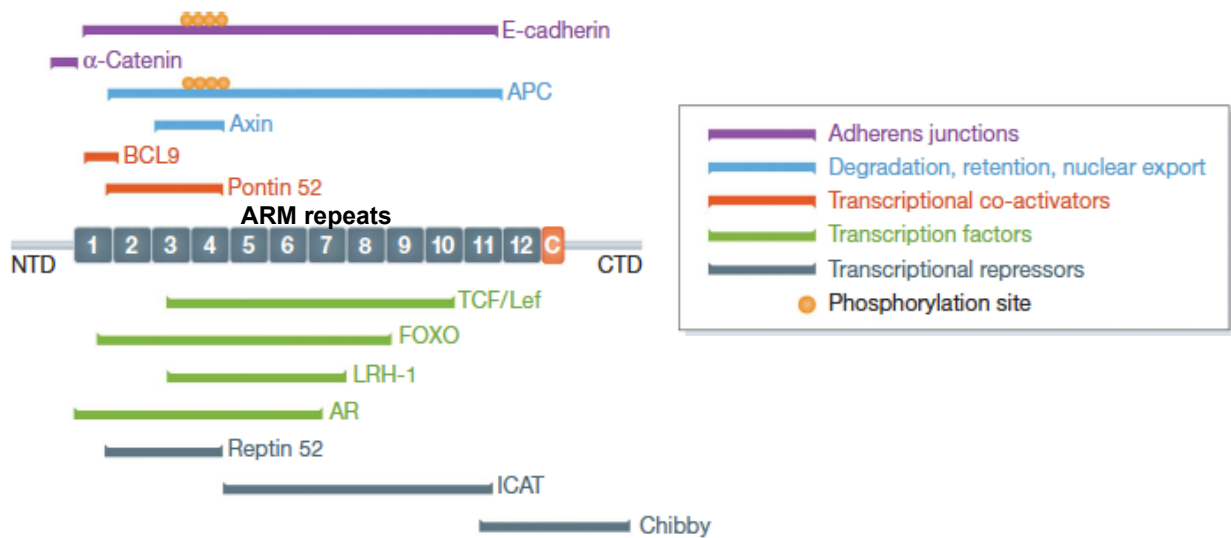 E-cadherin
α-Catenin
APC
Axin
BCL9
Pontin 52
ARM repeats
1 2 3 4 5 6 7 8 9 10 11 12 C
NTD
CTD
TCF/Lef
FOXO
LRH-1
AR
Reptin 52
ICAT
Chibby
Adherens junctions
Degradation, retention, nuclear export
Transcriptional co-activators
Transcription factors
Transcriptional repressors
Phosphorylation site